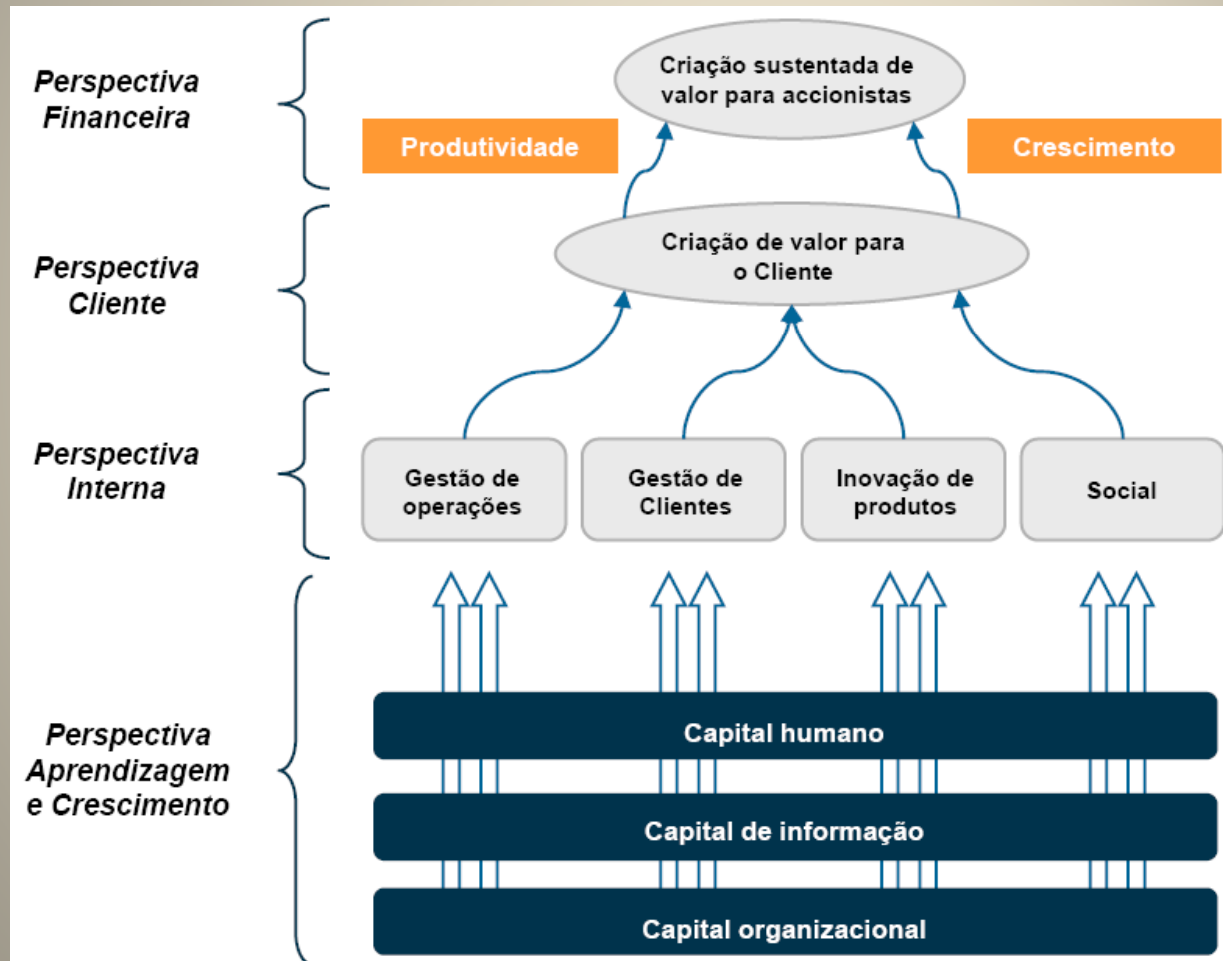 Perspectiva
Financeira
Criação sustentada de
valor para accionistas
Produtividade
Crescimento
Perspectiva
Cliente
Criação de valor para
o Cliente
Perspectiva
Interna
Gestão de
operações
Gestão de
Clientes
Inovação de
produtos
Social
Perspectiva
Aprendizagem
e Crescimento
Capital humano
Capital de informação
Capital organizacional